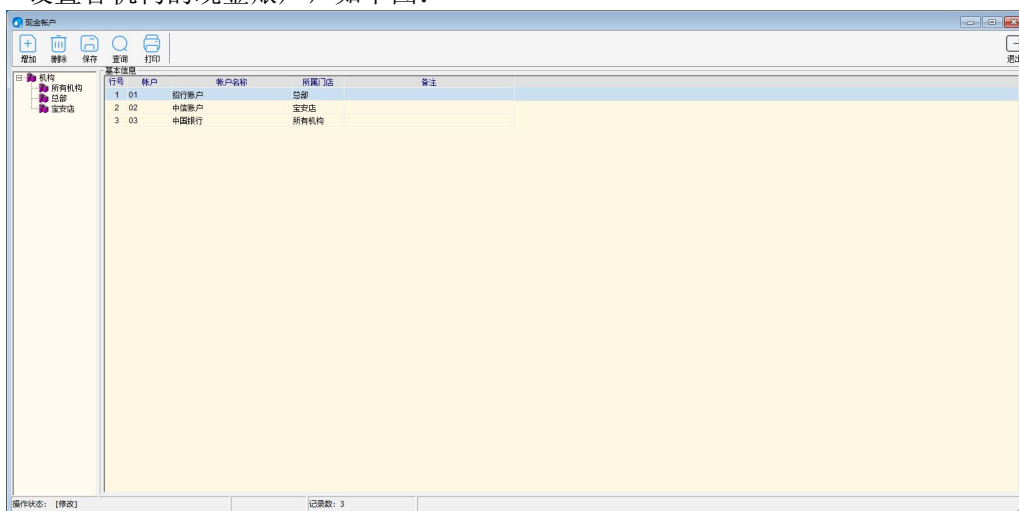 设置各机构的现金账户，如下图：
现金帐户
增加 删除 保存 查询 打印 退出
机构
所有机构
总部
宝安店
基本信息
行号 帐户 帐户名称 所属门店 备注
1 01 招行账户 总部
2 02 中信账户 宝安店
3 03 中国银行 所有机构
操作状态: [修改] 记录数: 3